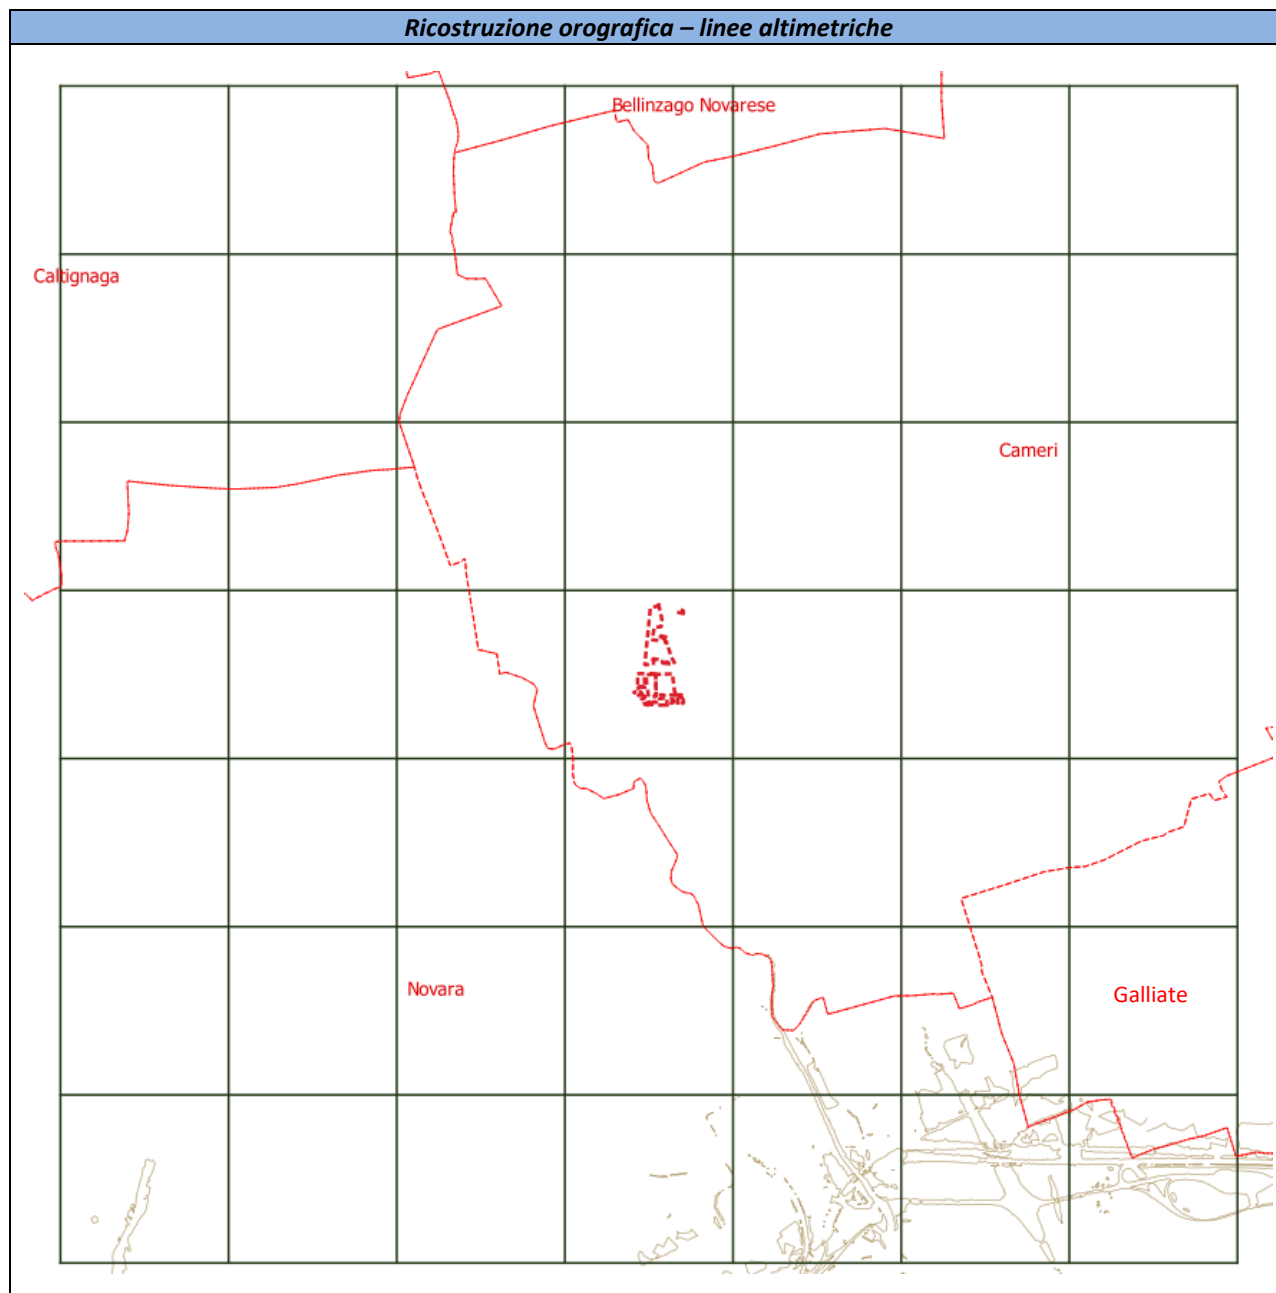 Ricostruzione orografica – linee altimetriche
Bellinzago Novarese
Caltignaga
Cameri
Novara
Galliate